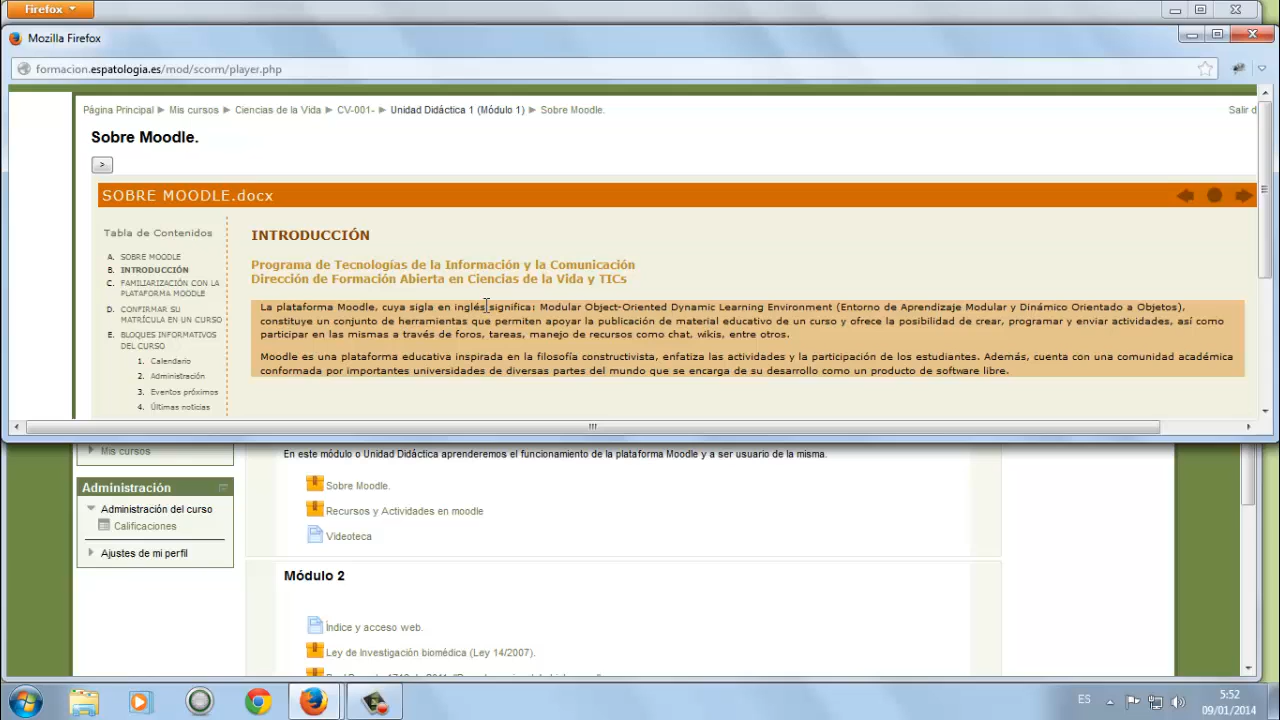 Firefox
Mozilla Firefox
formacion.espatologia.es/mod/scorm/player.php
Página Principal ► Mis cursos ► Ciencias de la Vida ► CV-001- ► Unidad Didáctica 1 (Módulo 1) ► Sobre Moodle.
Salir d
Sobre Moodle.
>
SOBRE MOODLE.docx
Tabla de Contenidos
A. SOBRE MOODLE
B. INTRODUCCIÓN
C. FAMILIARIZACIÓN CON LA
PLATAFORMA MOODLE
D. CONFIRMAR SU
MATRÍCULA EN UN CURSO
E. BLOQUES INFORMATIVOS
DEL CURSO
1. Calendario
2. Administración
3. Eventos próximos
4. Últimas noticias
INTRODUCCIÓN
Programa de Tecnologías de la Información y la Comunicación
Dirección de Formación Abierta en Ciencias de la Vida y TICs
La plataforma Moodle, cuya sigla en inglés significa: Modular Object-Oriented Dynamic Learning Environment (Entorno de Aprendizaje Modular y Dinámico Orientado a Objetos),
constituye un conjunto de herramientas que permiten apoyar la publicación de material educativo de un curso y ofrece la posibilidad de crear, programar y enviar actividades, así como
participar en las mismas a través de foros, tareas, manejo de recursos como chat, wikis, entre otros.
Moodle es una plataforma educativa inspirada en la filosofía constructivista, enfatiza las actividades y la participación de los estudiantes. Además, cuenta con una comunidad académica
conformada por importantes universidades de diversas partes del mundo que se encarga de su desarrollo como un producto de software libre.
Mis cursos
Administración
Administración del curso
Calificaciones
Ajustes de mi perfil
En este módulo o Unidad Didáctica aprenderemos el funcionamiento de la plataforma Moodle y a ser usuario de la misma.
Sobre Moodle.
Recursos y Actividades en moodle
Videoteca
Módulo 2
Índice y acceso web.
Ley de Investigación biomédica (Ley 14/2007).
ES
5:52
09/01/2014